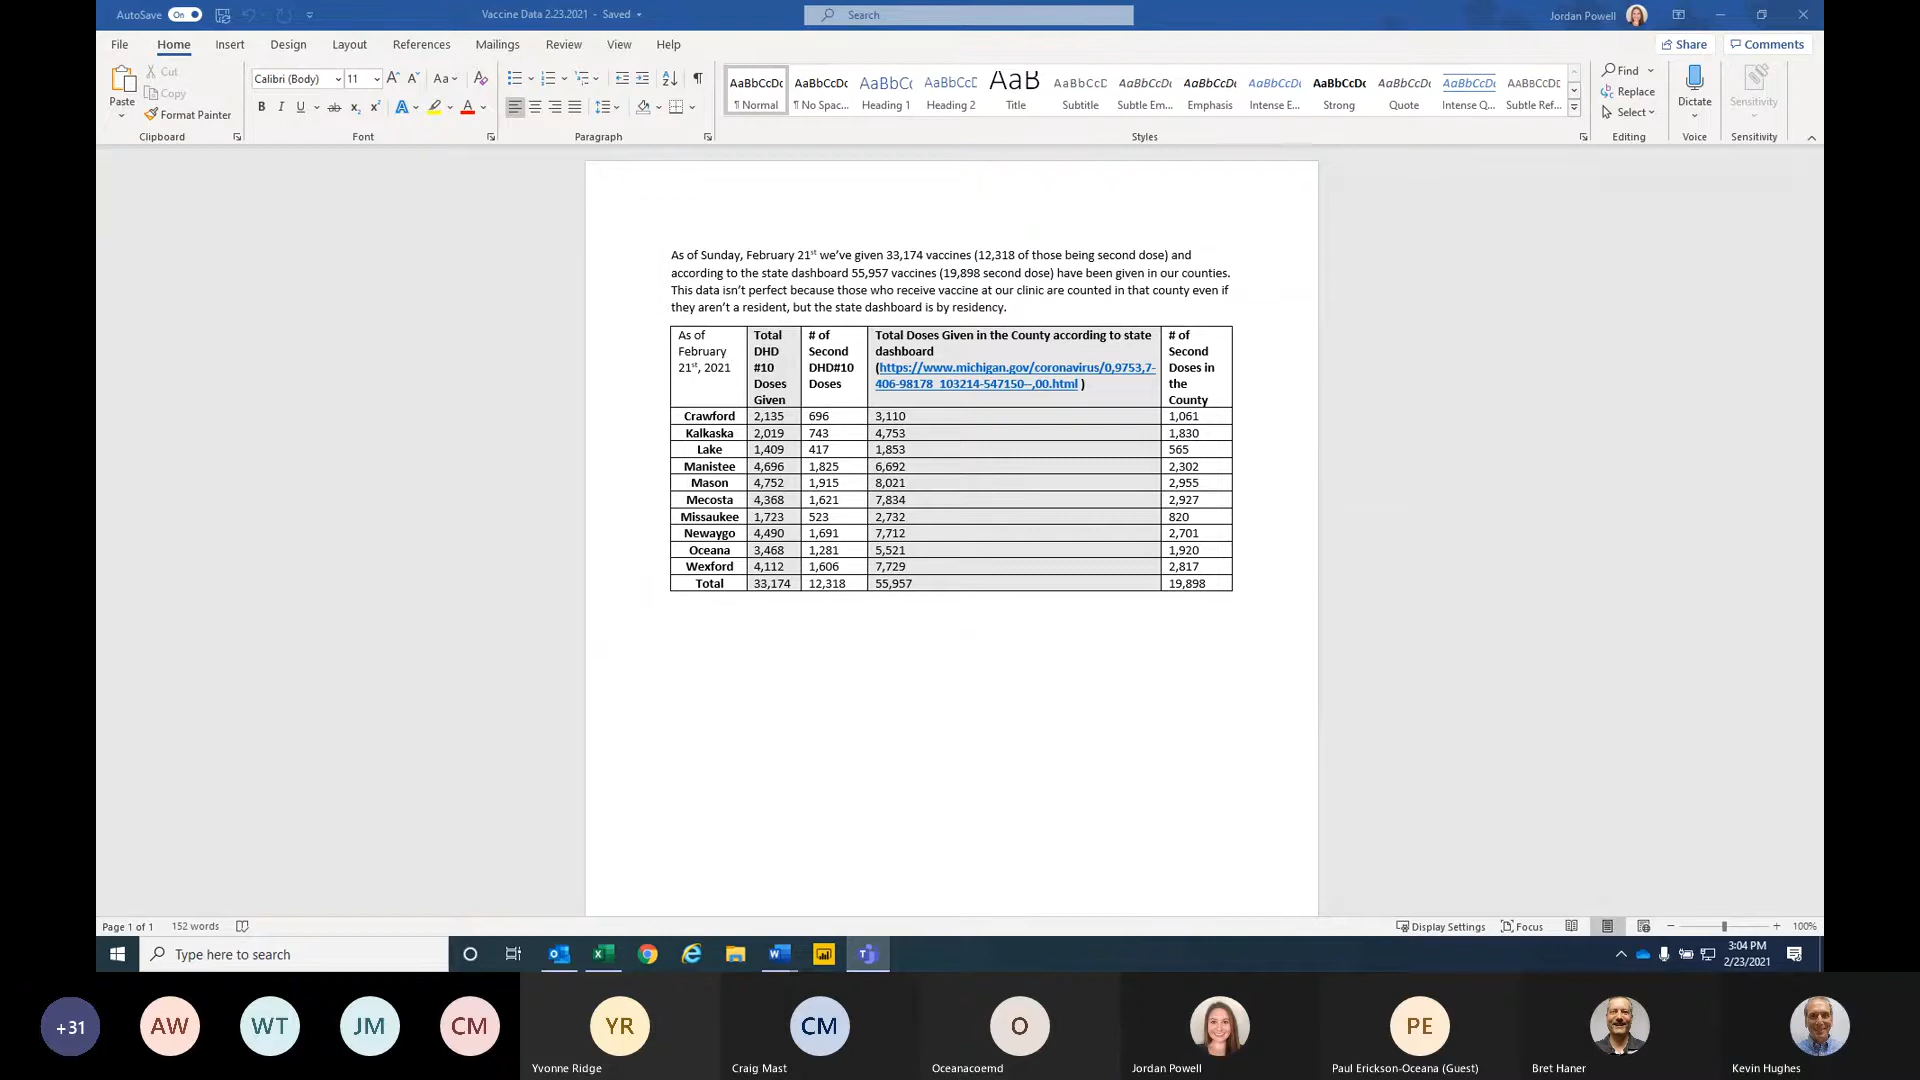 AutoSave On Vaccine Data 2.23.2021 - Saved Search Jordan Powell
File Home Insert Design Layout References Mailings Review View Help Share Comments
Paste Cut Copy Format Painter Clipboard
Calibri (Body) 11 Font
Paragraph
AaBbCcDc AaBbCcDc AaBbCc AaBbCcD AaB AaBbCcD AaBbCcDc AaBbCcDc AaBbCcDc AaBbCcDc AaBbCcDc AaBbCcDc AaBbCcDc
¶ Normal ¶ No Spac... Heading 1 Heading 2 Title Subtitle Subtle Em... Emphasis Intense E... Strong Quote Intense Q... Subtle Ref...
Styles
Find Replace Select Editing
Dictate Voice
Sensitivity Sensitivity
As of Sunday, February 21st we've given 33,174 vaccines (12,318 of those being second dose) and
according to the state dashboard 55,957 vaccines (19,898 second dose) have been given in our counties.
This data isn't perfect because those who receive vaccine at our clinic are counted in that county even if
they aren't a resident, but the state dashboard is by residency.
As of
February
21st, 2021
Total
DHD
#10
Doses
Given
# of
Second
DHD#10
Doses
Total Doses Given in the County according to state
dashboard
(https://www.michigan.gov/coronavirus/0,9753,7-
406-98178_103214-547150--,00.html )
# of
Second
Doses in
the
County
Crawford 2,135 696 3,110 1,061
Kalkaska 2,019 743 4,753 1,830
Lake 1,409 417 1,853 565
Manistee 4,696 1,825 6,692 2,302
Mason 4,752 1,915 8,021 2,955
Mecosta 4,368 1,621 7,834 2,927
Missaukee 1,723 523 2,732 820
Newaygo 4,490 1,691 7,712 2,701
Oceana 3,468 1,281 5,521 1,920
Wexford 4,112 1,606 7,729 2,817
Total 33,174 12,318 55,957 19,898
Page 1 of 1 152 words Display Settings Focus 100%
Type here to search
3:04 PM
2/23/2021
+31 AW WT JM CM YR CM O PE
Yvonne Ridge Craig Mast Oceanacoemd Jordan Powell Paul Erickson-Oceana (Guest) Bret Haner Kevin Hughes